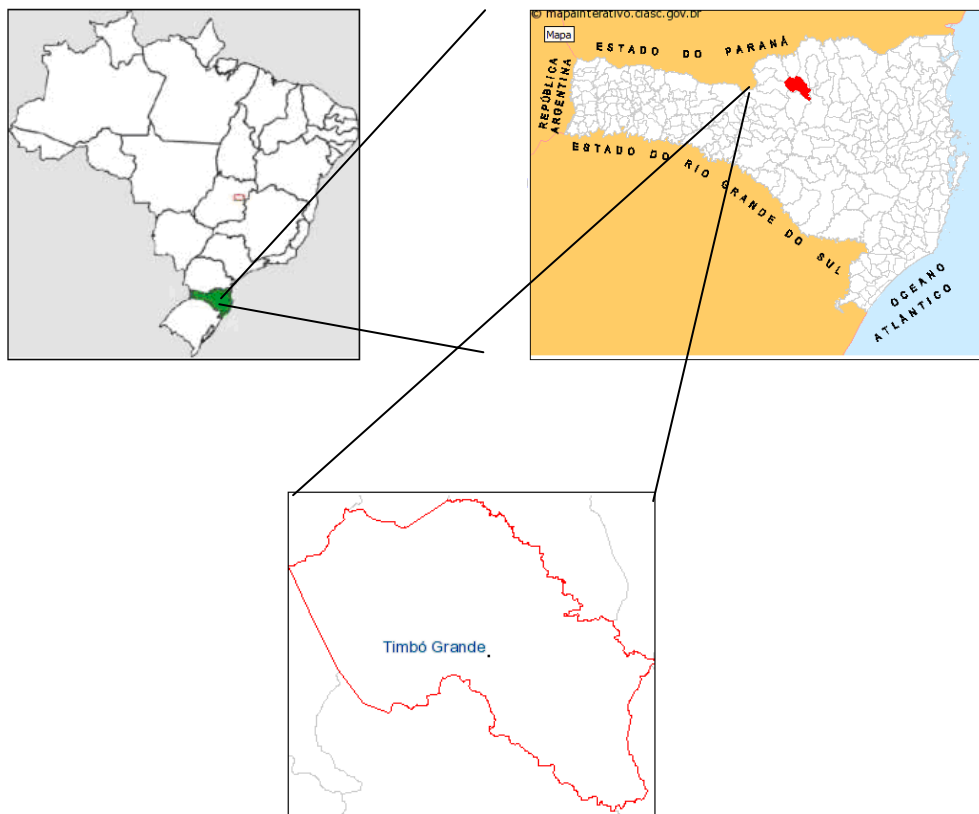 © mapainterativo.ciasc.gov.br
Mapa
ESTADO DO PARANÁ
REPÚBLICA
ARGENTINA
ESTADO DO RIO GRANDE DO SUL
OCEANO
ATLÂNTICO
Timbó Grande